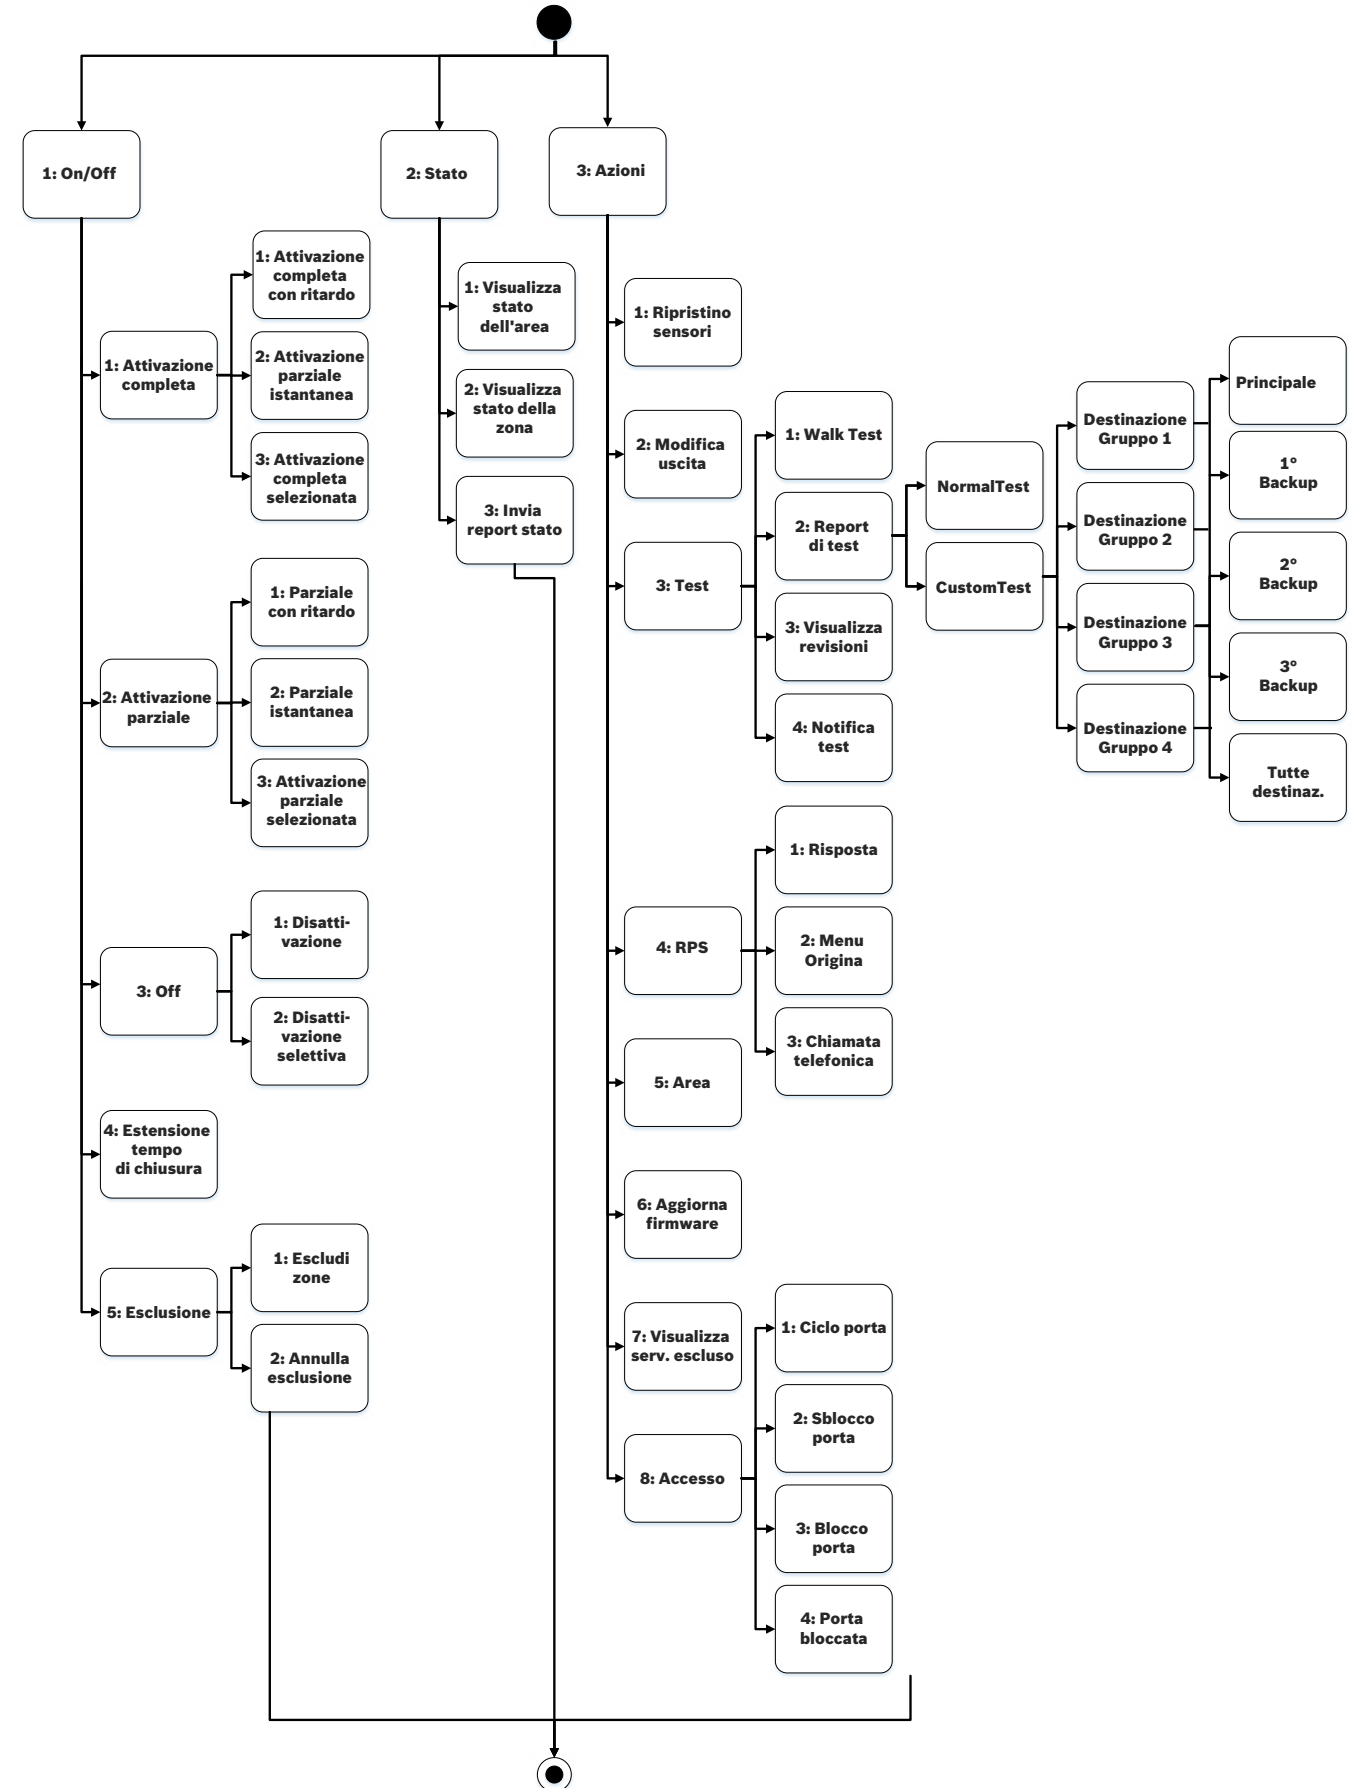 1: On/Off
1: Attivazione
completa
1: Attivazione
completa
con ritardo
2: Attivazione
parziale
istantanea
3: Attivazione
completa
selezionata
2: Attivazione
parziale
1: Parziale
con ritardo
2: Parziale
istantanea
3: Attivazione
parziale
selezionata
3: Off
1: Disatti-
vazione
2: Disatti-
vazione
selettiva
4: Estensione
tempo
di chiusura
5: Esclusione
1: Escludi
zone
2: Annulla
esclusione
2: Stato
1: Visualizza
stato
dell'area
2: Visualizza
stato della
zona
3: Invia
report stato
3: Azioni
1: Ripristino
sensori
2: Modifica
uscita
3: Test
1: Walk Test
2: Report
di test
NormalTest
CustomTest
Destinazione
Gruppo 1
Destinazione
Gruppo 2
Destinazione
Gruppo 3
Destinazione
Gruppo 4
Principale
1°
Backup
2°
Backup
3°
Backup
Tutte
destinaz.
3: Visualizza
revisioni
4: Notifica
test
4: RPS
1: Risposta
2: Menu
Origina
3: Chiamata
telefonica
5: Area
6: Aggiorna
firmware
7: Visualizza
serv. escluso
8: Accesso
1: Ciclo porta
2: Sblocco
porta
3: Blocco
porta
4: Porta
bloccata